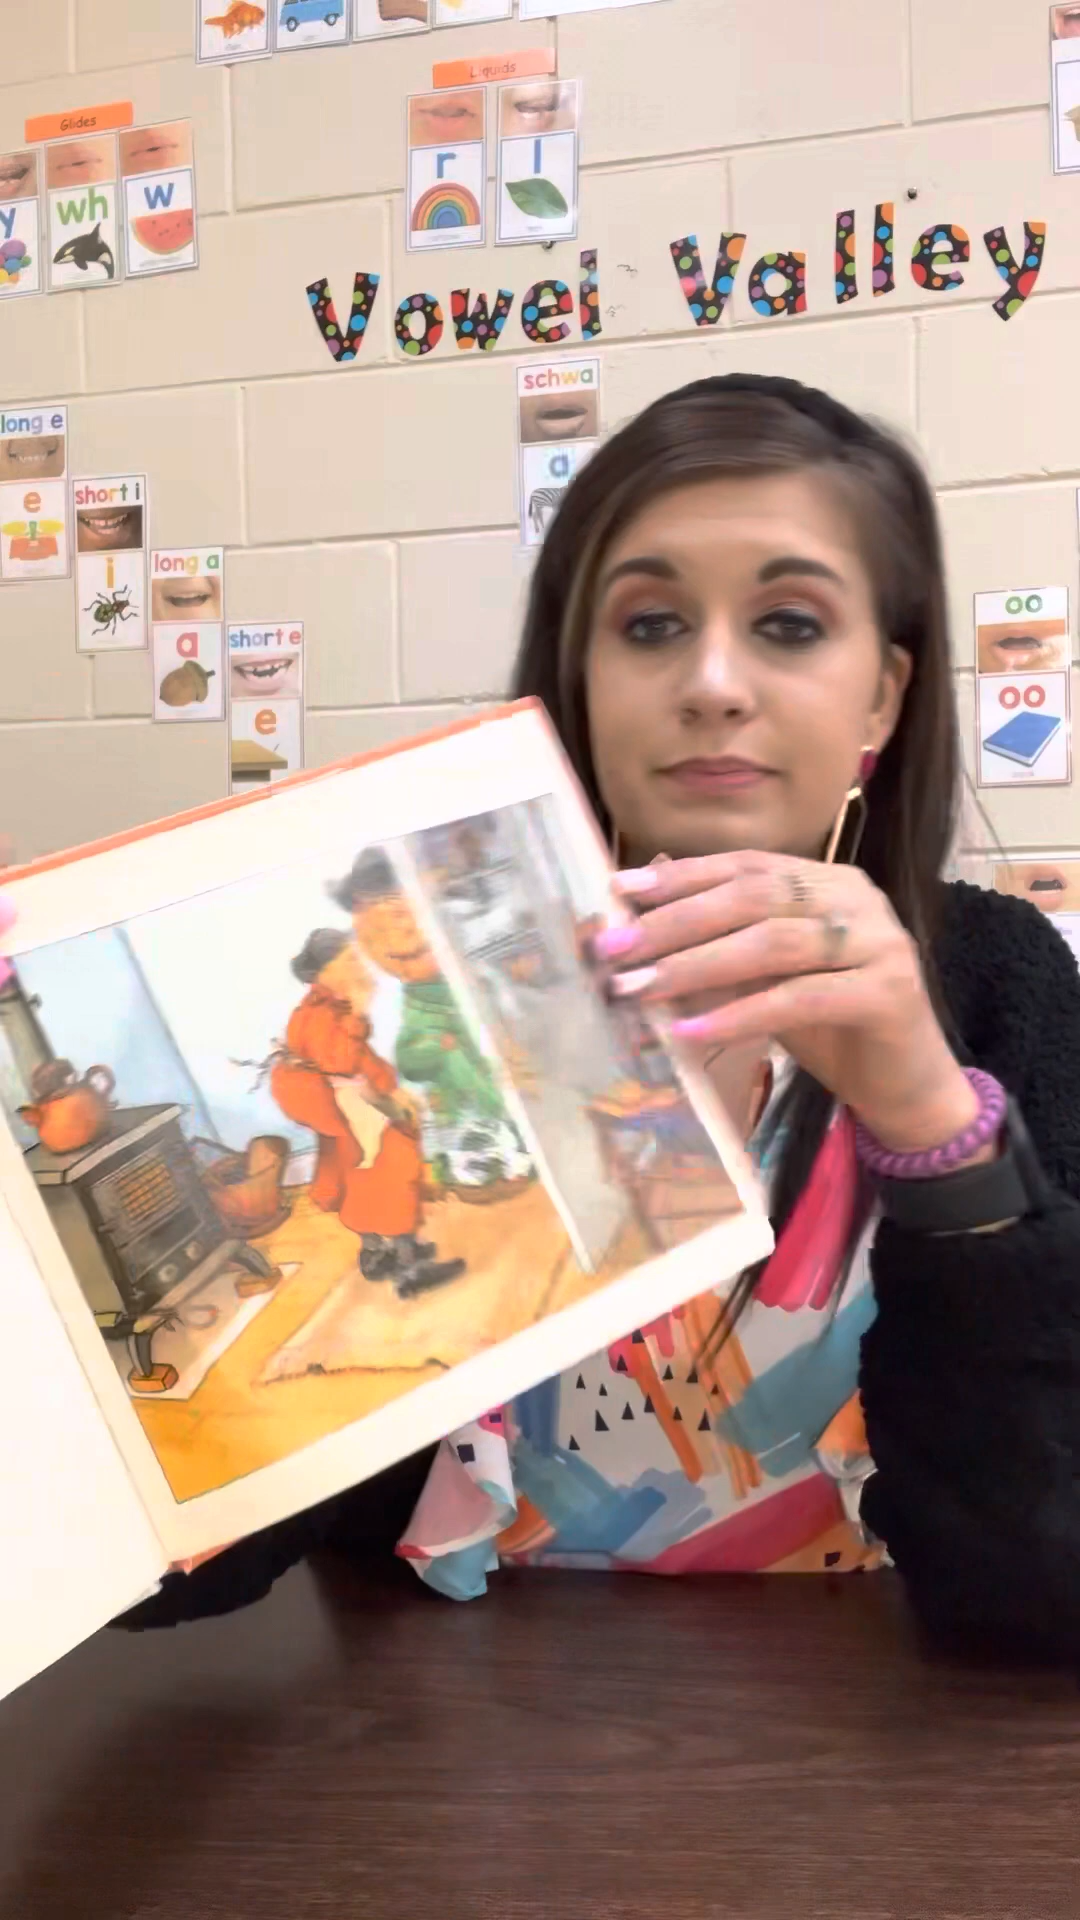 Liquids
Glides
r
l
y
wh
w
Vowel Valley
schwa
a
long e
e
short i
i
long a
a
short e
e
oo
oo